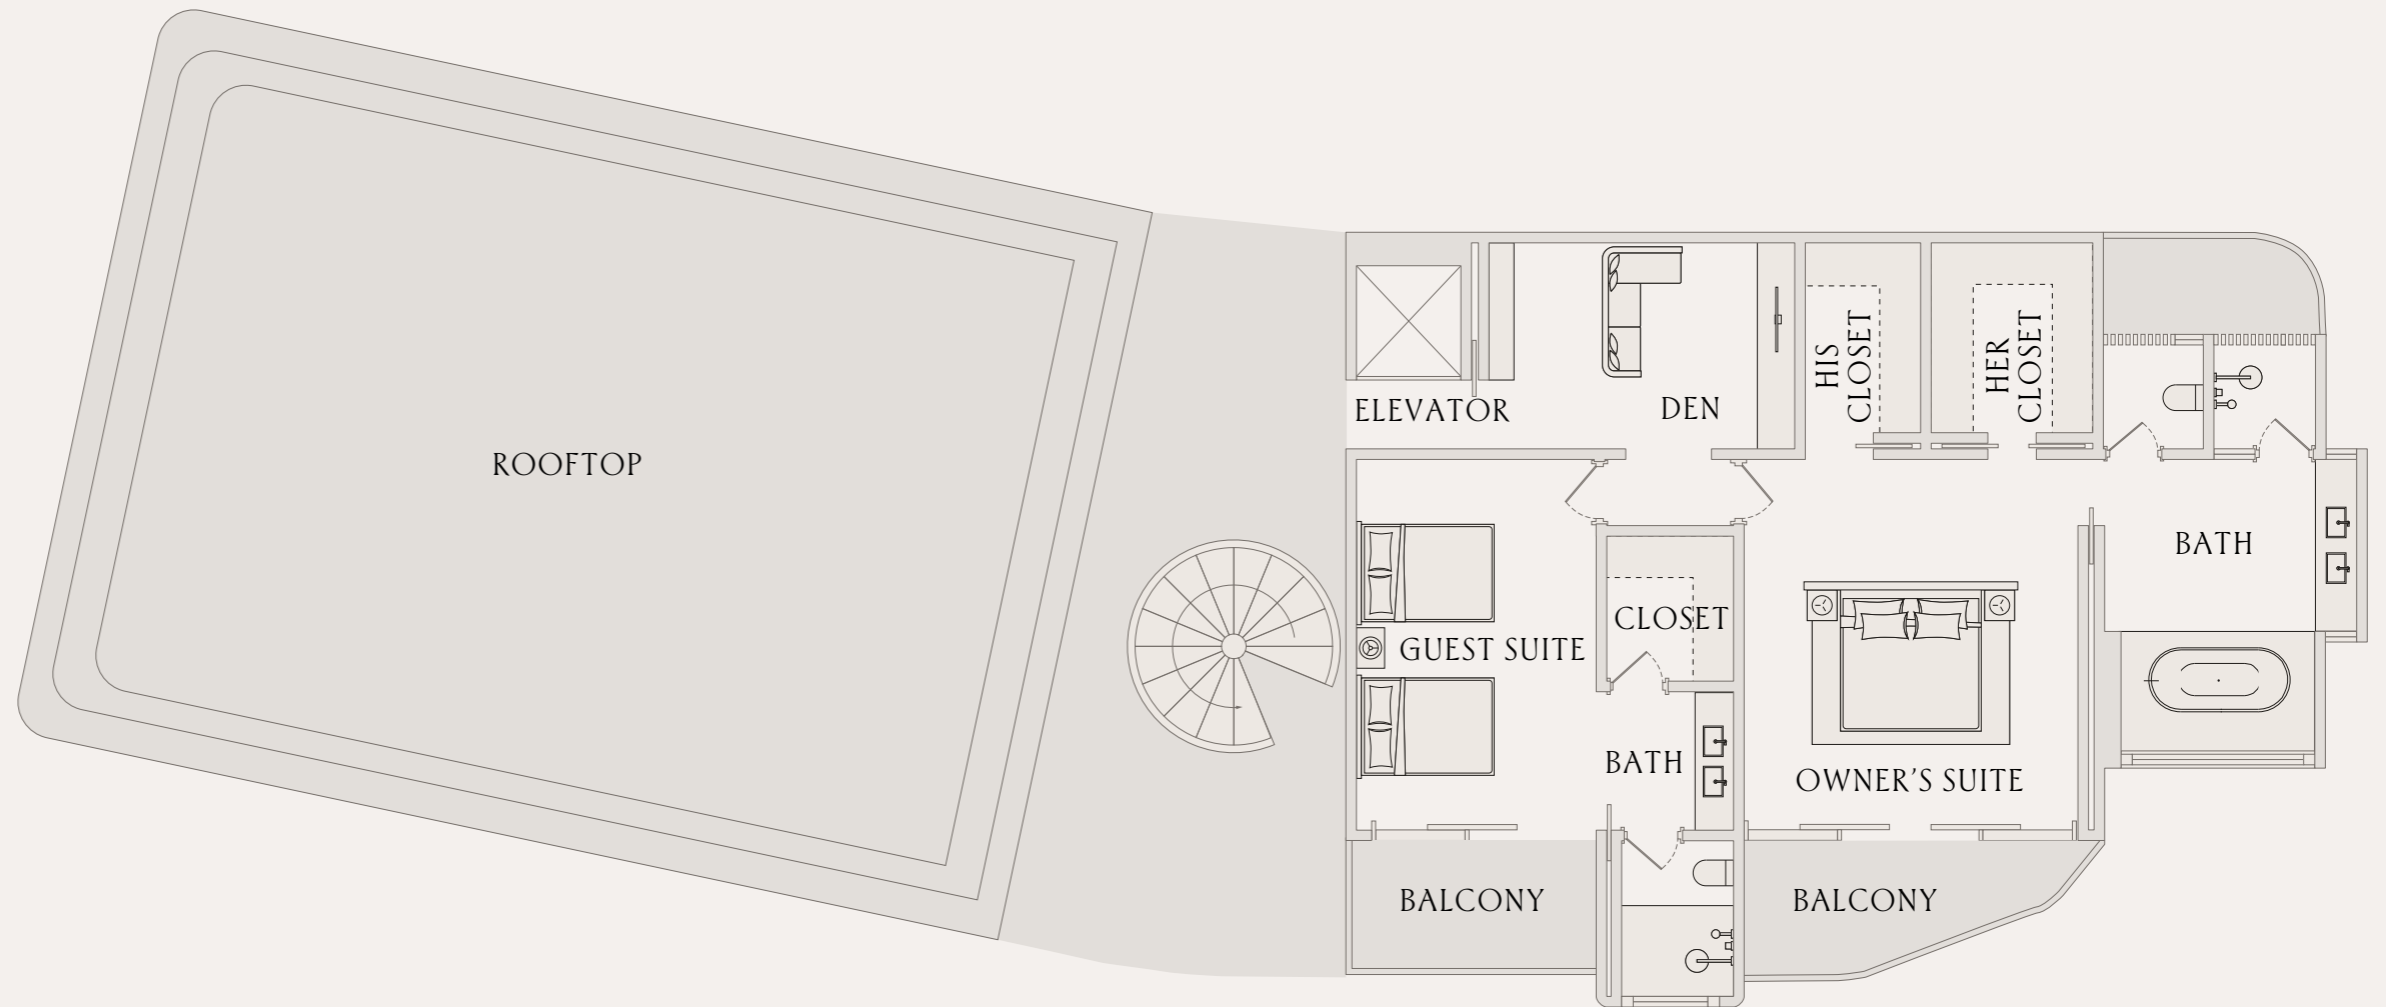 ROOFTOP
ELEVATOR
DEN
HIS
CLOSET
HER
CLOSET
BATH
CLOSET
GUEST SUITE
BATH
OWNER'S SUITE
BALCONY
BALCONY